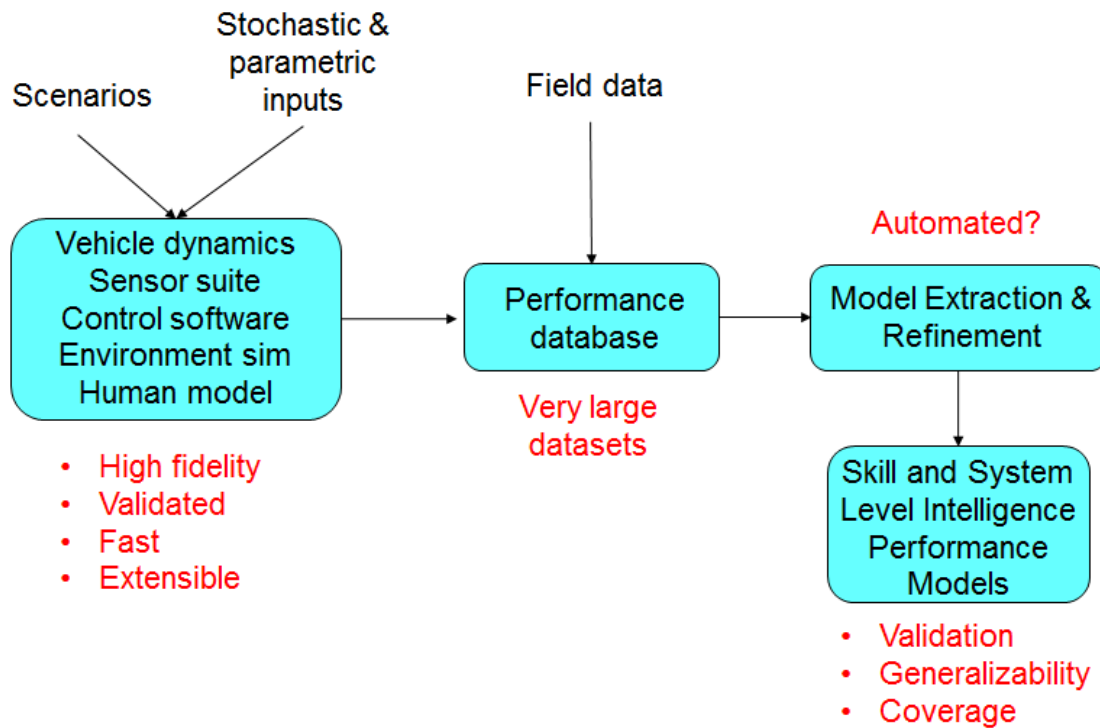 Scenarios
Stochastic &
parametric
inputs
Field data
Vehicle dynamics
Sensor suite
Control software
Environment sim
Human model
• High fidelity
• Validated
• Fast
• Extensible
Performance
database
Very large
datasets
Automated?
Model Extraction &
Refinement
Skill and System
Level Intelligence
Performance
Models
• Validation
• Generalizability
• Coverage